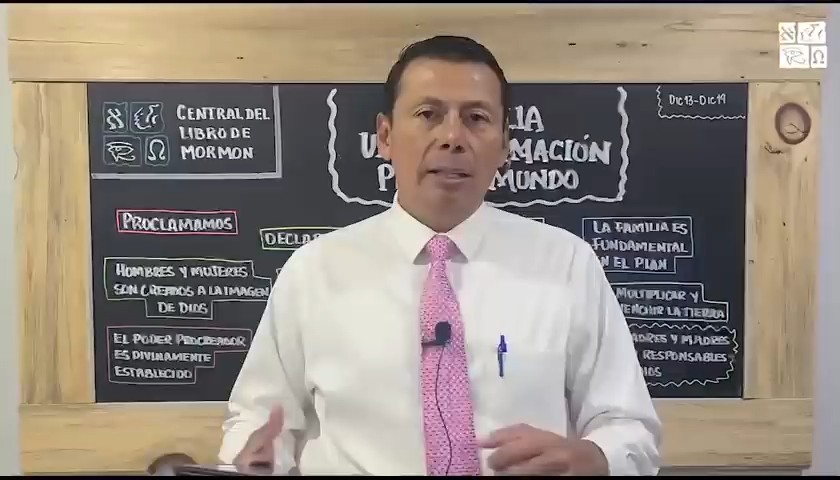 CENTRAL DEL
LIBRO DE
MORMON
LIA
MACIÓN
MUNDO
DIC 13-DIC 19
PROCLAMAMOS
HOMBRES Y MUJERES
SON CREADOS A LA IMAGEN
DE DIOS
EL PODER PROCREADOR
ES DIVINAMENTE
ESTABLECIDO
DECLAR
LA FAMILIA ES
FUNDAMENTAL
EN EL PLAN
MULTIPLICAR Y
HENCHIR LA TIERRA
ADRES Y MADRES
RESPONSABLES
DIOS